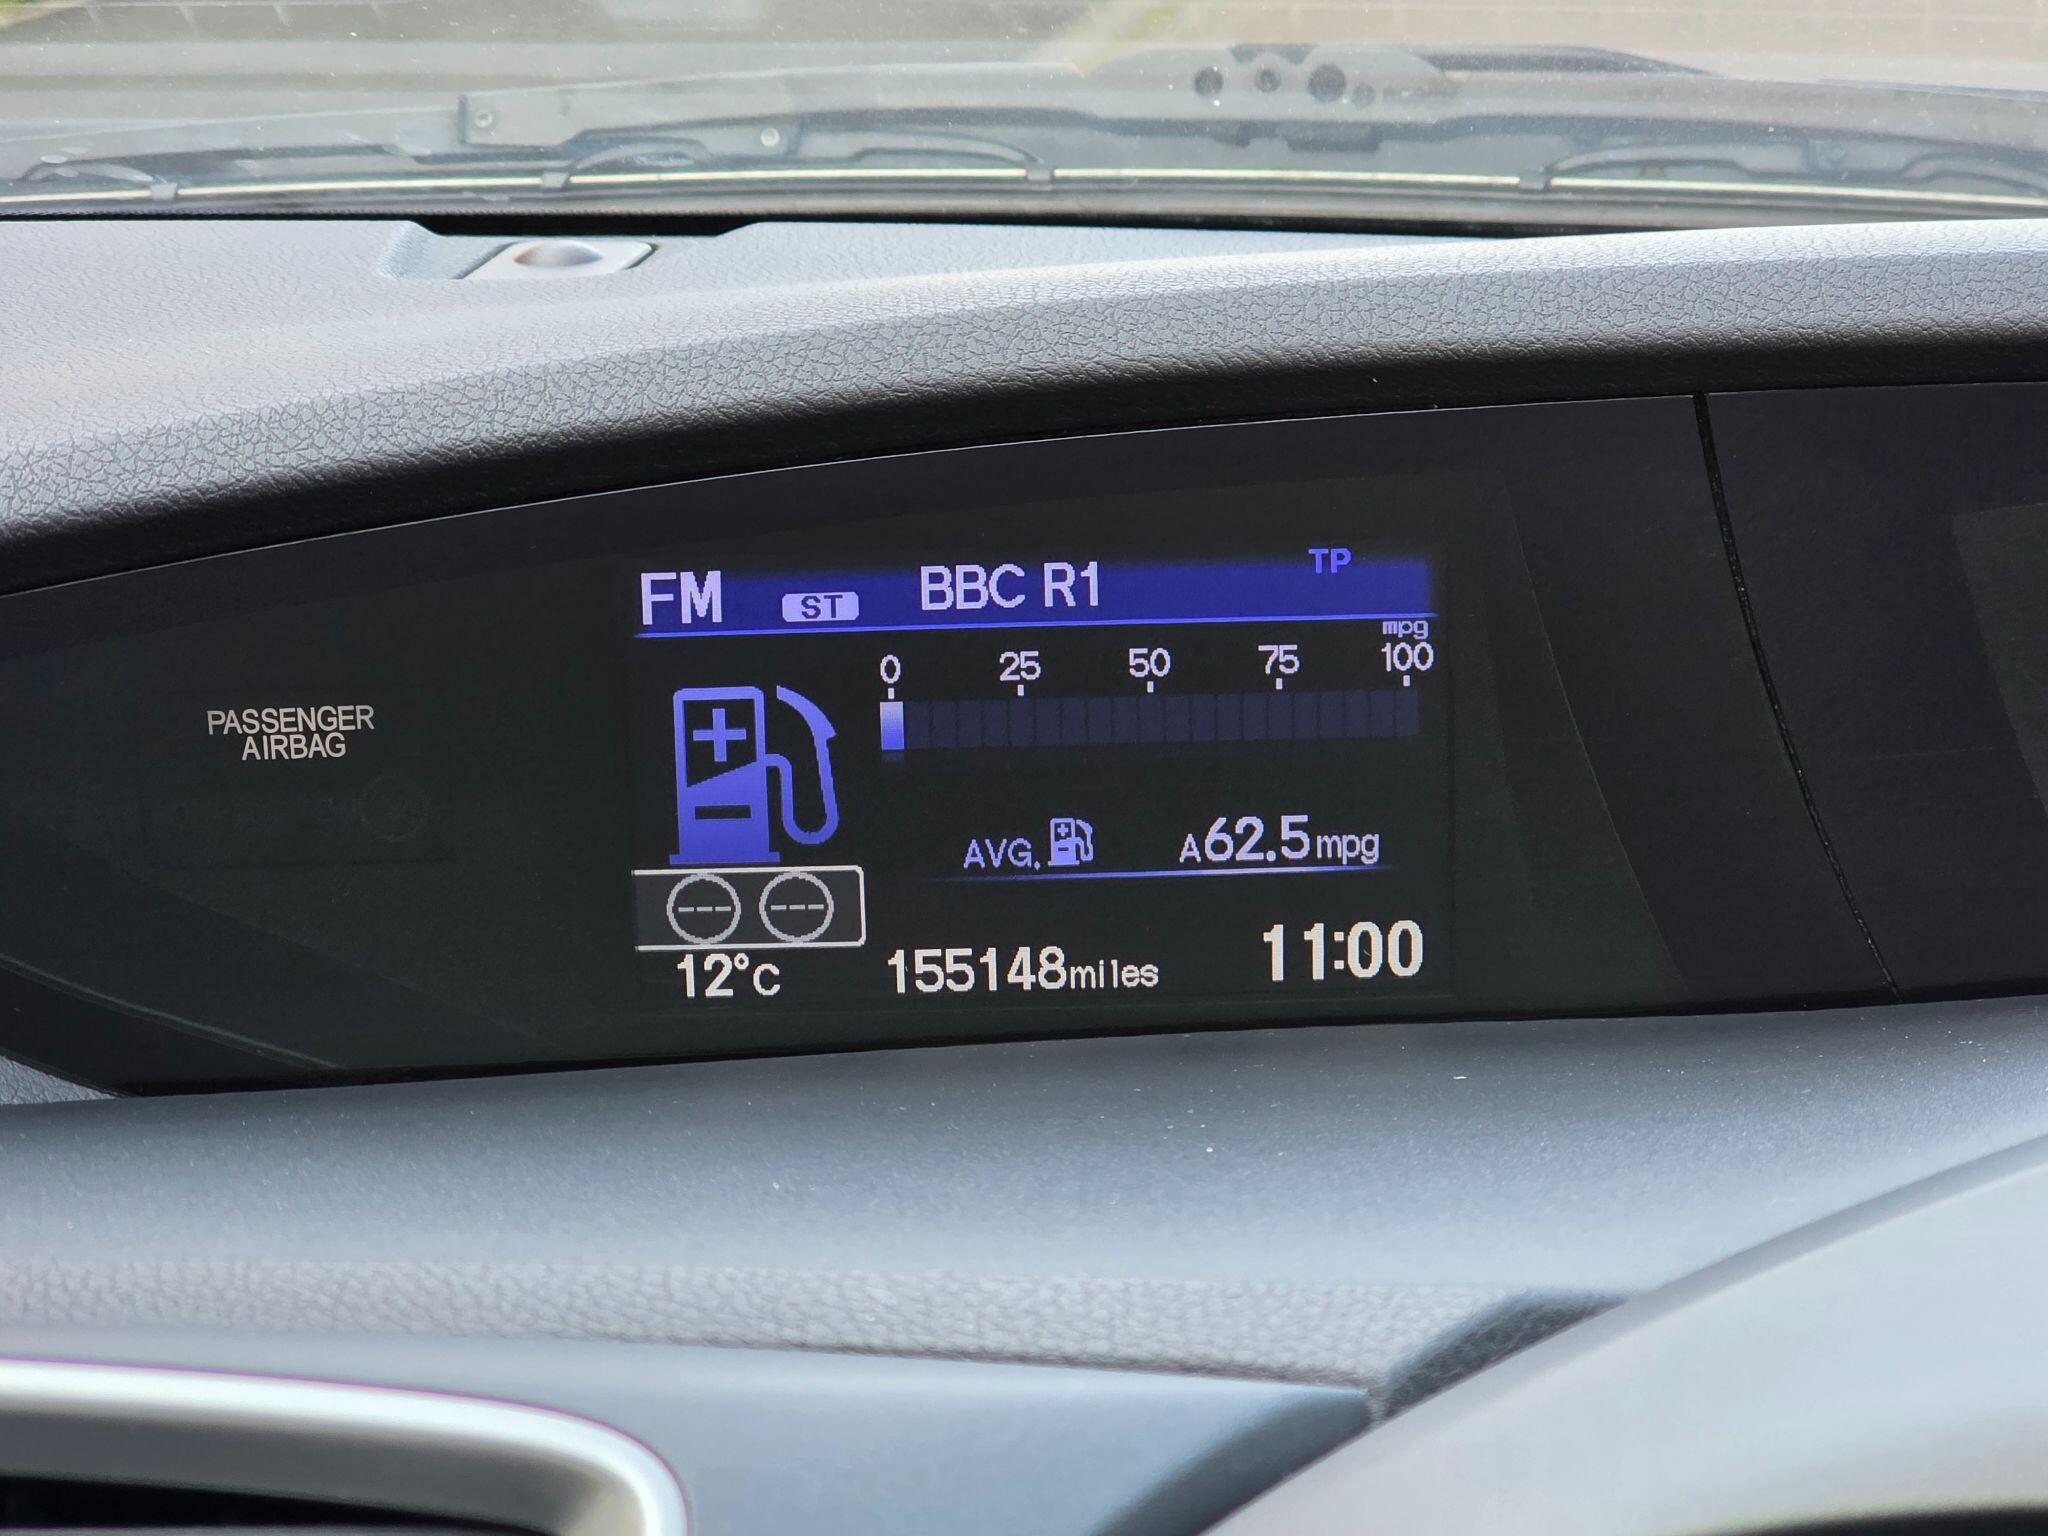 FM ST BBC R1 TP
mpg
0 25 50 75 100
PASSENGER
AIRBAG
AVG. A62.5mpg
--- ---
12°C 155148miles 11:00